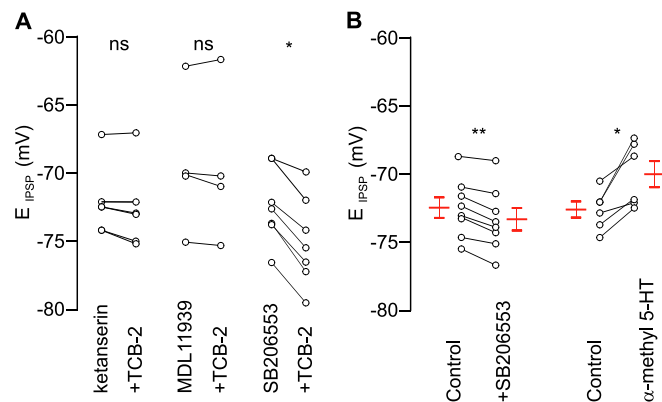 A
B
-60
-65
-70
-75
-80
E IPSP (mV)
ns
ns
*
ketanserin
+TCB-2
MDL11939
+TCB-2
SB206553
+TCB-2
-60
-65
-70
-75
-80
E IPSP (mV)
**
*
Control
+SB206553
Control
α-methyl 5-HT